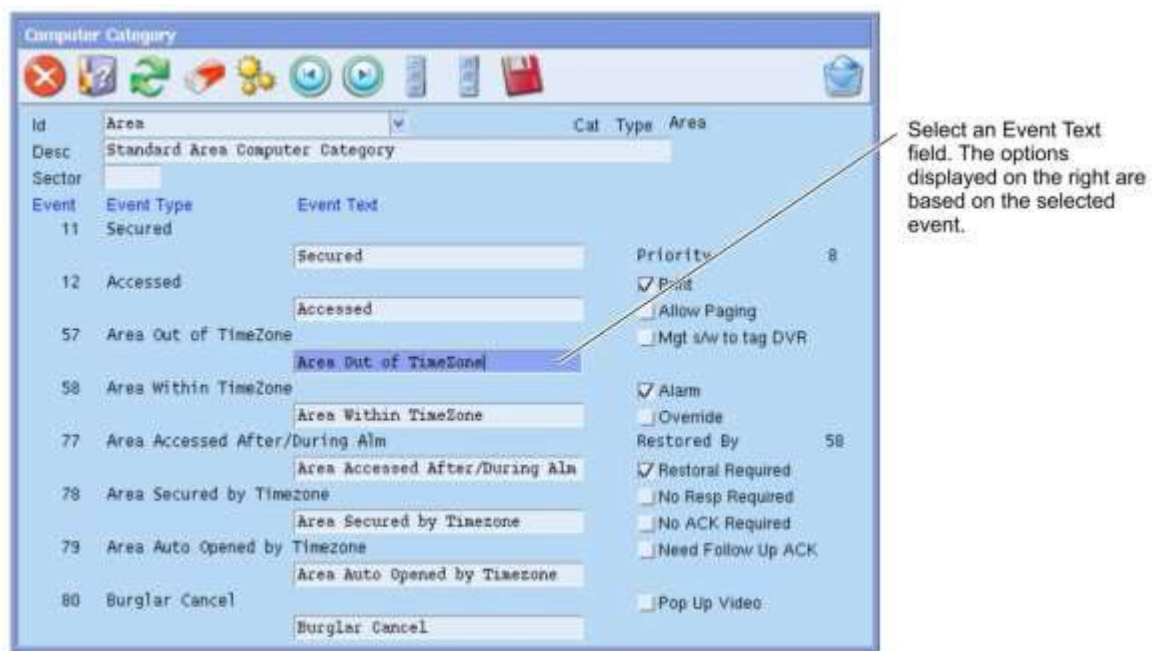 Computer Category
Id Area Cat Type Area
Desc Standard Area Computer Category
Sector
Event Event Type Event Text
11 Secured
Secured Priority 8
12 Accessed Print
Accessed Allow Paging
57 Area Out of TimeZone Mgt s/w to tag DVR
Area Out of TimeZone
58 Area Within TimeZone Alarm
Area Within TimeZone Override
77 Area Accessed After/During Alm Restored By 58
Area Accessed After/During Alm Restoral Required
78 Area Secured by Timezone No Resp Required
Area Secured by Timezone No ACK Required
79 Area Auto Opened by Timezone Need Follow Up ACK
Area Auto Opened by Timezone
80 Burglar Cancel Pop Up Video
Burglar Cancel
Select an Event Text
field. The options
displayed on the right are
based on the selected
event.